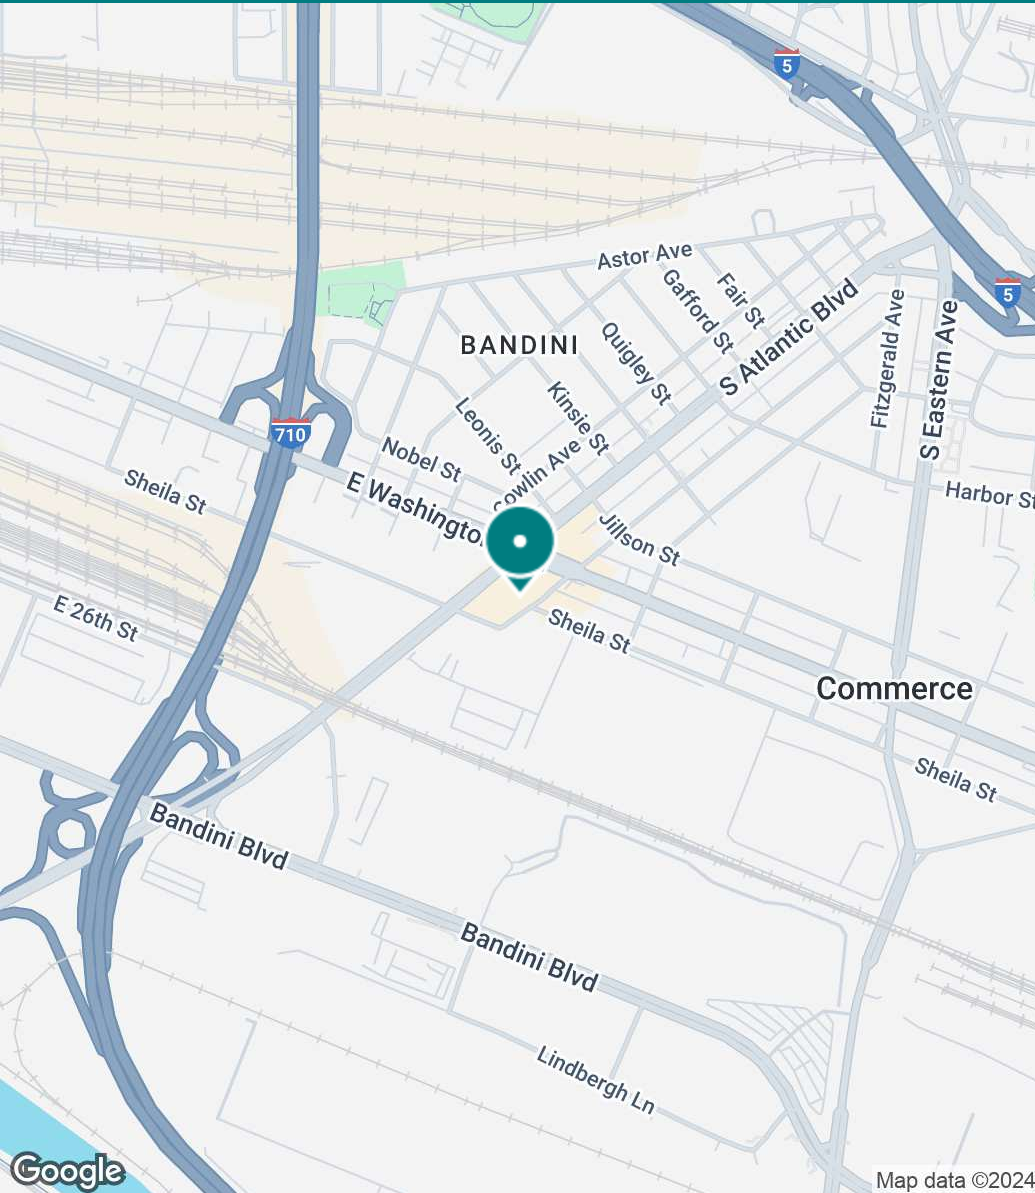 5
Astor Ave
Gafford St
Fair St
5
BANDINI
Quigley St
S Atlantic Blvd
Fitzgerald Ave
S Eastern Ave
Kinsie St
Leonis St
710
Nobel St
Cowlin Ave
Sheila St
E Washington
Harbor St
Jillson St
E 26th St
Sheila St
Commerce
Sheila St
Bandini Blvd
Bandini Blvd
Lindbergh Ln
Google
Map data ©2024